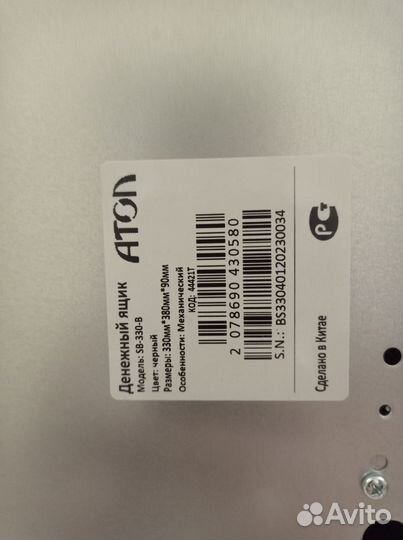 АТОЛ
Денежный ящик
Модель: SB-330-B
Цвет: черный
Размеры: 330мм*380мм*90мм
Особенности: Механический
КОД: 44421Т
2 078690 430580
S.N.: BS33040120230034
РСТ
Сделано в Китае
Avito